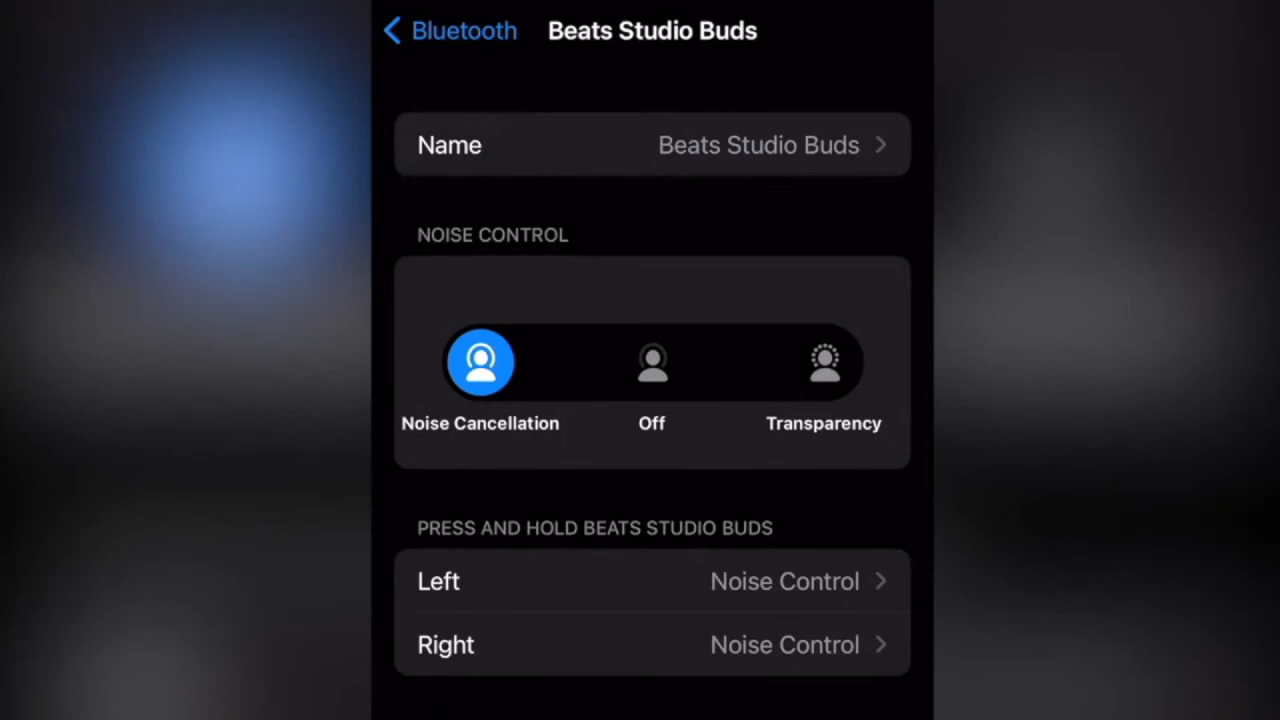 Bluetooth Beats Studio Buds
Name Beats Studio Buds
NOISE CONTROL
Noise Cancellation Off Transparency
PRESS AND HOLD BEATS STUDIO BUDS
Left Noise Control
Right Noise Control